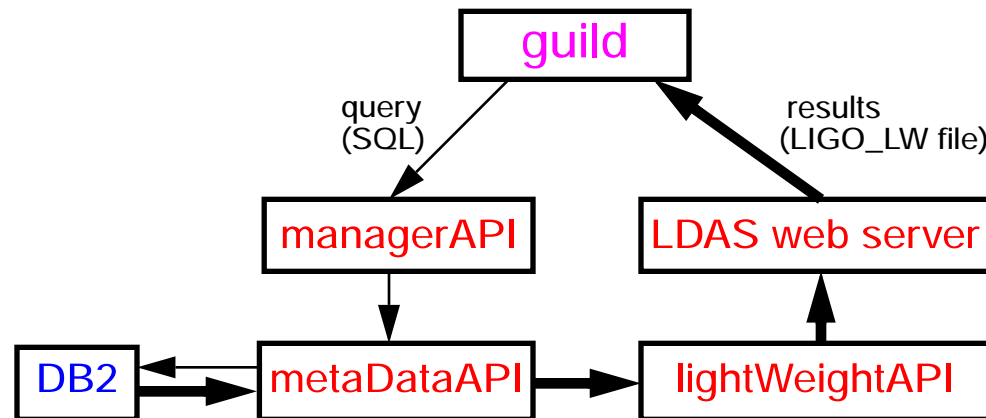 guild
query
(SQL)
results
(LIGO_LW file)
managerAPI
LDAS web server
DB2
metaDataAPI
lightWeightAPI